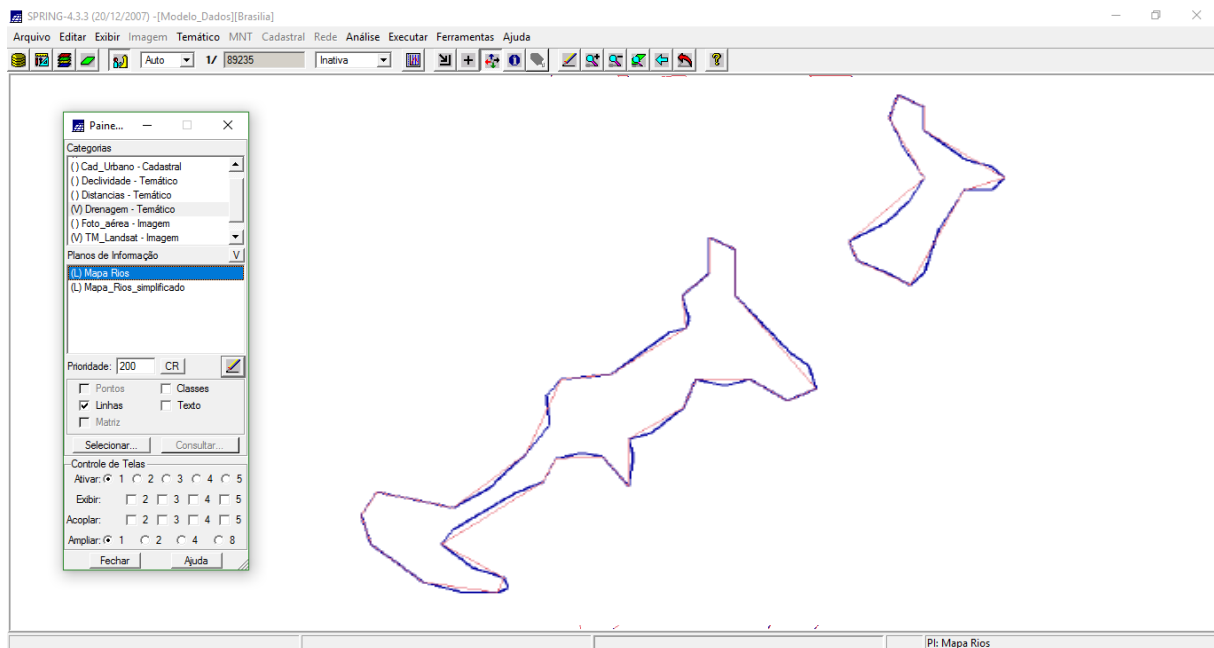 SPRING-4.3.3 (20/12/2007) -[Modelo_Dados][Brasilia]
Arquivo Editar Exibir Imagem Temático MNT Cadastral Rede Análise Executar Ferramentas Ajuda
Auto 1/ 89235 Inativa
Paine...
Categorias
() Cad_Urbano - Cadastral
() Declividade - Temático
() Distancias - Temático
(V) Drenagem - Temático
() Foto_aérea - Imagem
(V) TM_Landsat - Imagem
Planos de Informação V
(L) Mapa Rios
(L) Mapa_Rios_simplificado
Prioridade: 200 CR
Pontos Classes
Linhas Texto
Matriz
Selecionar... Consultar...
Controle de Telas
Ativar: 1 2 3 4 5
Exibir: 2 3 4 5
Acoplar: 2 3 4 5
Ampliar: 1 2 4 8
Fechar Ajuda
PI: Mapa Rios